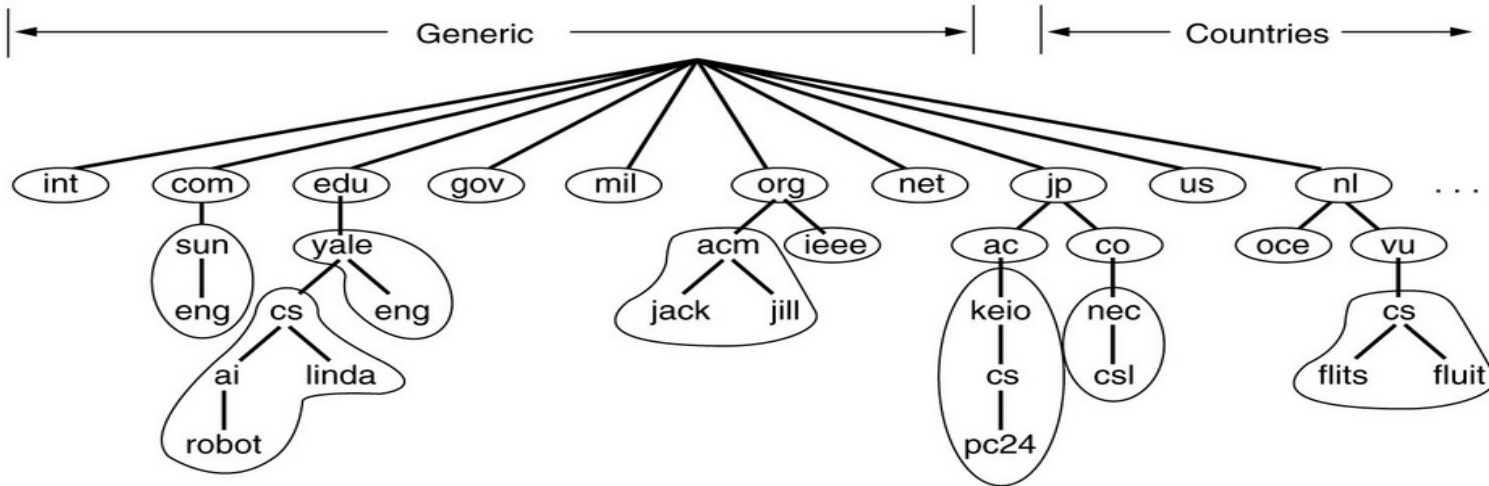 Generic Countries
int com edu gov mil org net jp us nl ...
sun yale acm ieee ac co oce vu
eng cs eng jack jill keio nec cs
ai linda cs csl flits fluit
robot pc24